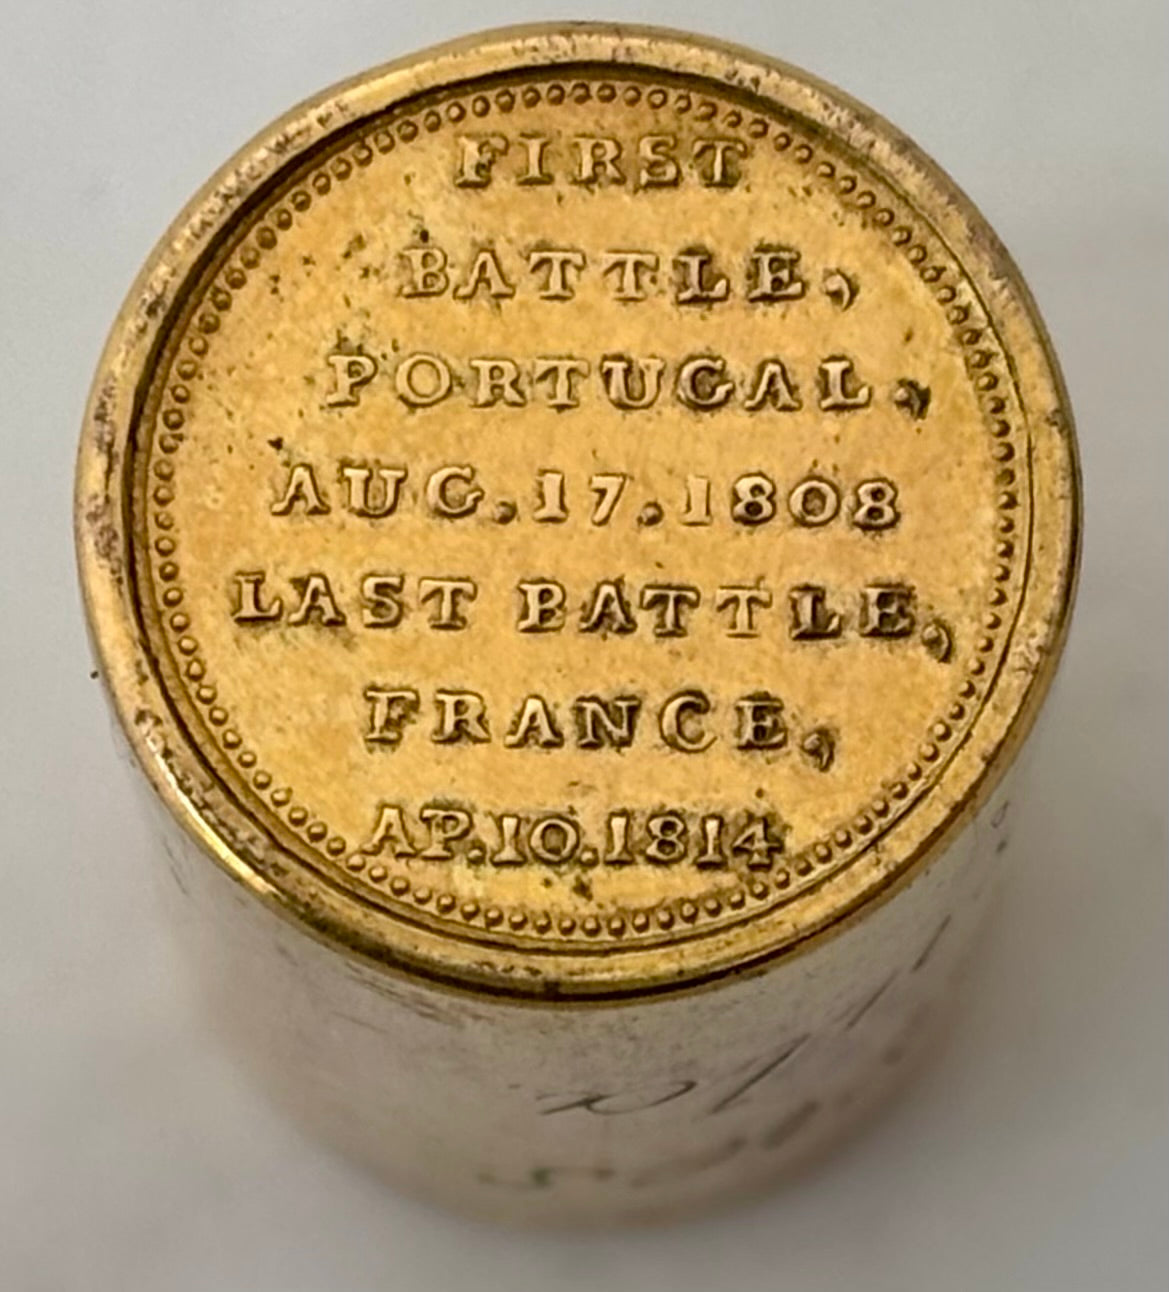 FIRST
BATTLE,
PORTUGAL,
AUG.17.1808
LAST BATTLE,
FRANCE,
AP.10.1814